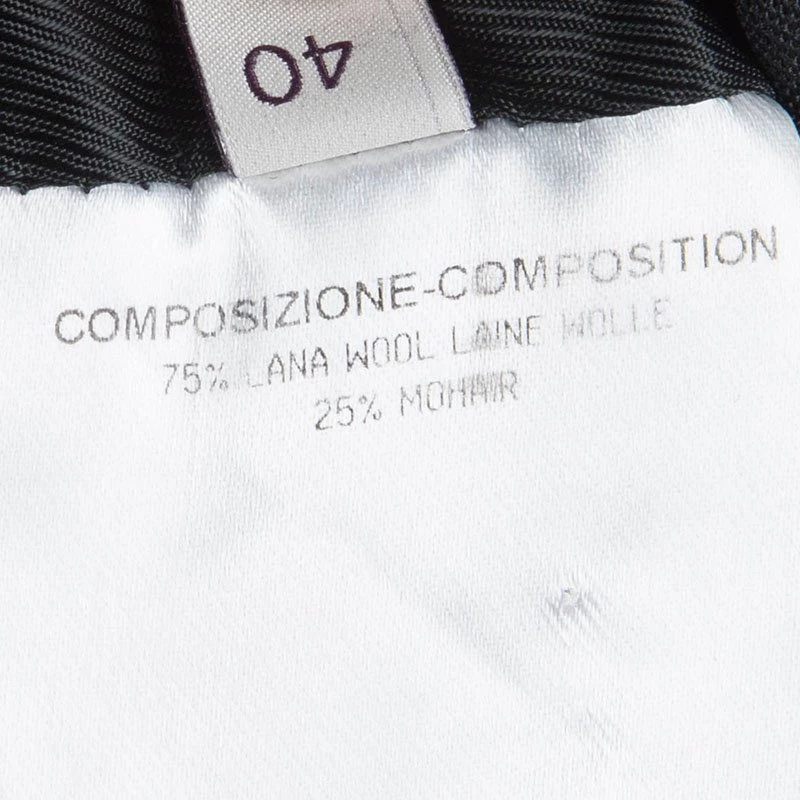 40
COMPOSIZIONE-COMPOSITION
75% LANA WOOL LAINE WOLLE
25% MOHAIR